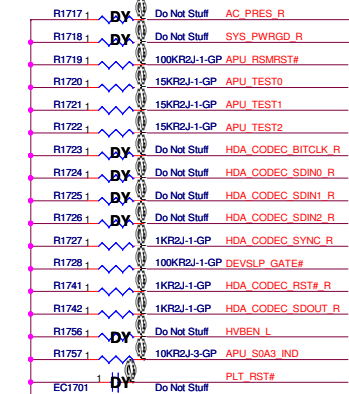 R1717 1 DY Do Not Stuff AC_PRES_R
R1718 1 DY Do Not Stuff SYS_PWRGD_R
R1719 1 100KR2J-1-GP APU_RSMRST#
R1720 1 15KR2J-1-GP APU_TEST0
R1721 1 15KR2J-1-GP APU_TEST1
R1722 1 15KR2J-1-GP APU_TEST2
R1723 1 DY Do Not Stuff HDA_CODEC_BITCLK_R
R1724 1 DY Do Not Stuff HDA_CODEC_SDIN0_R
R1725 1 DY Do Not Stuff HDA_CODEC_SDIN1_R
R1726 1 DY Do Not Stuff HDA_CODEC_SDIN2_R
R1727 1 1KR2J-1-GP HDA_CODEC_SYNC_R
R1728 1 100KR2J-1-GP DEVSLP_GATE#
R1741 1 1KR2J-1-GP HDA_CODEC_RST#_R
R1742 1 1KR2J-1-GP HDA_CODEC_SDOUT_R
R1756 1 DY Do Not Stuff HVBEN_L
R1757 1 10KR2J-3-GP APU_S0A3_IND
1 DY PLT_RST#
EC1701 Do Not Stuff